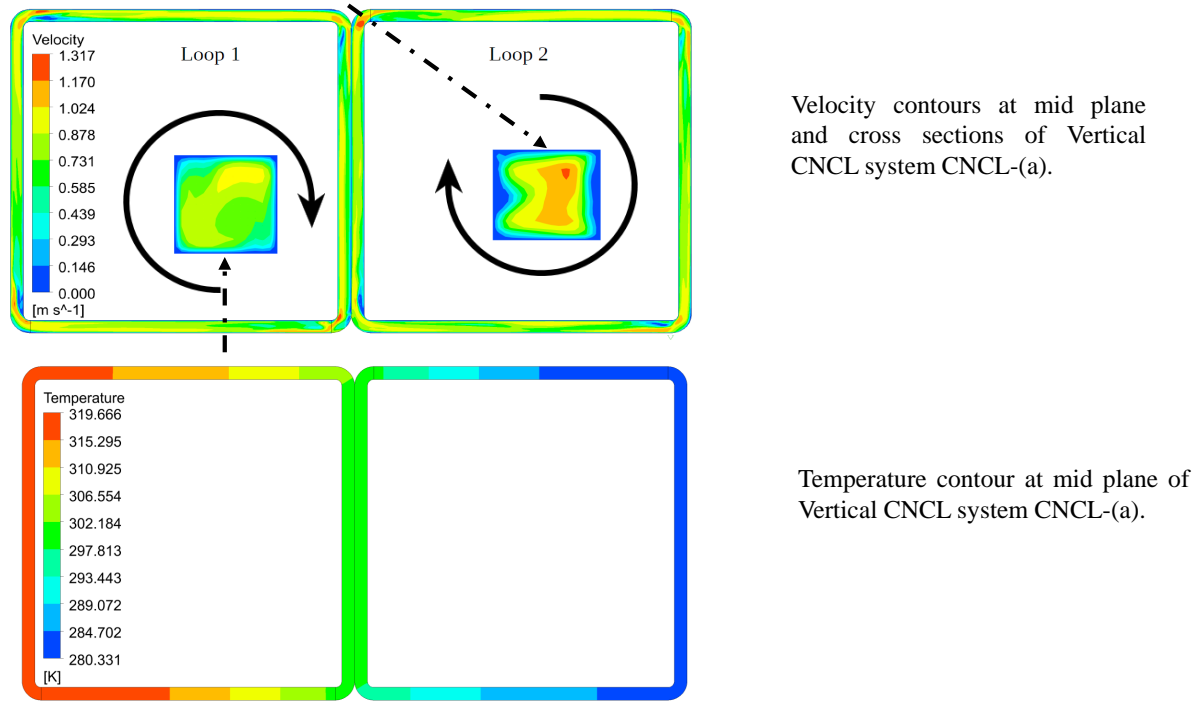 Velocity
1.317
1.170
1.024
0.878
0.731
0.585
0.439
0.293
0.146
0.000
[m s^-1]
Loop 1
Loop 2
Velocity contours at mid plane
and cross sections of Vertical
CNCL system CNCL-(a).
Temperature
319.666
315.295
310.925
306.554
302.184
297.813
293.443
289.072
284.702
280.331
[K]
Temperature contour at mid plane of
Vertical CNCL system CNCL-(a).